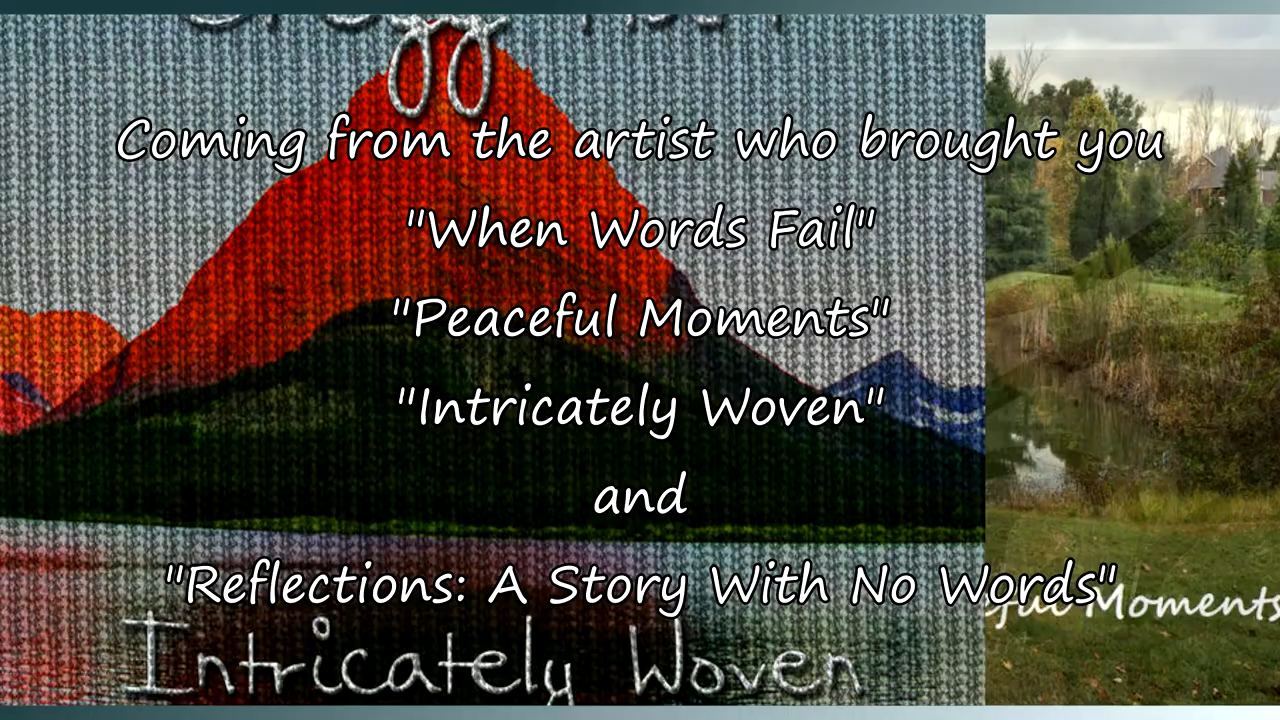 Coming from the artist who brought you
"When Words Fail"
"Peaceful Moments"
"Intricately Woven"
and
"Reflections: A Story With No Words"
Moments
Intricately Woven